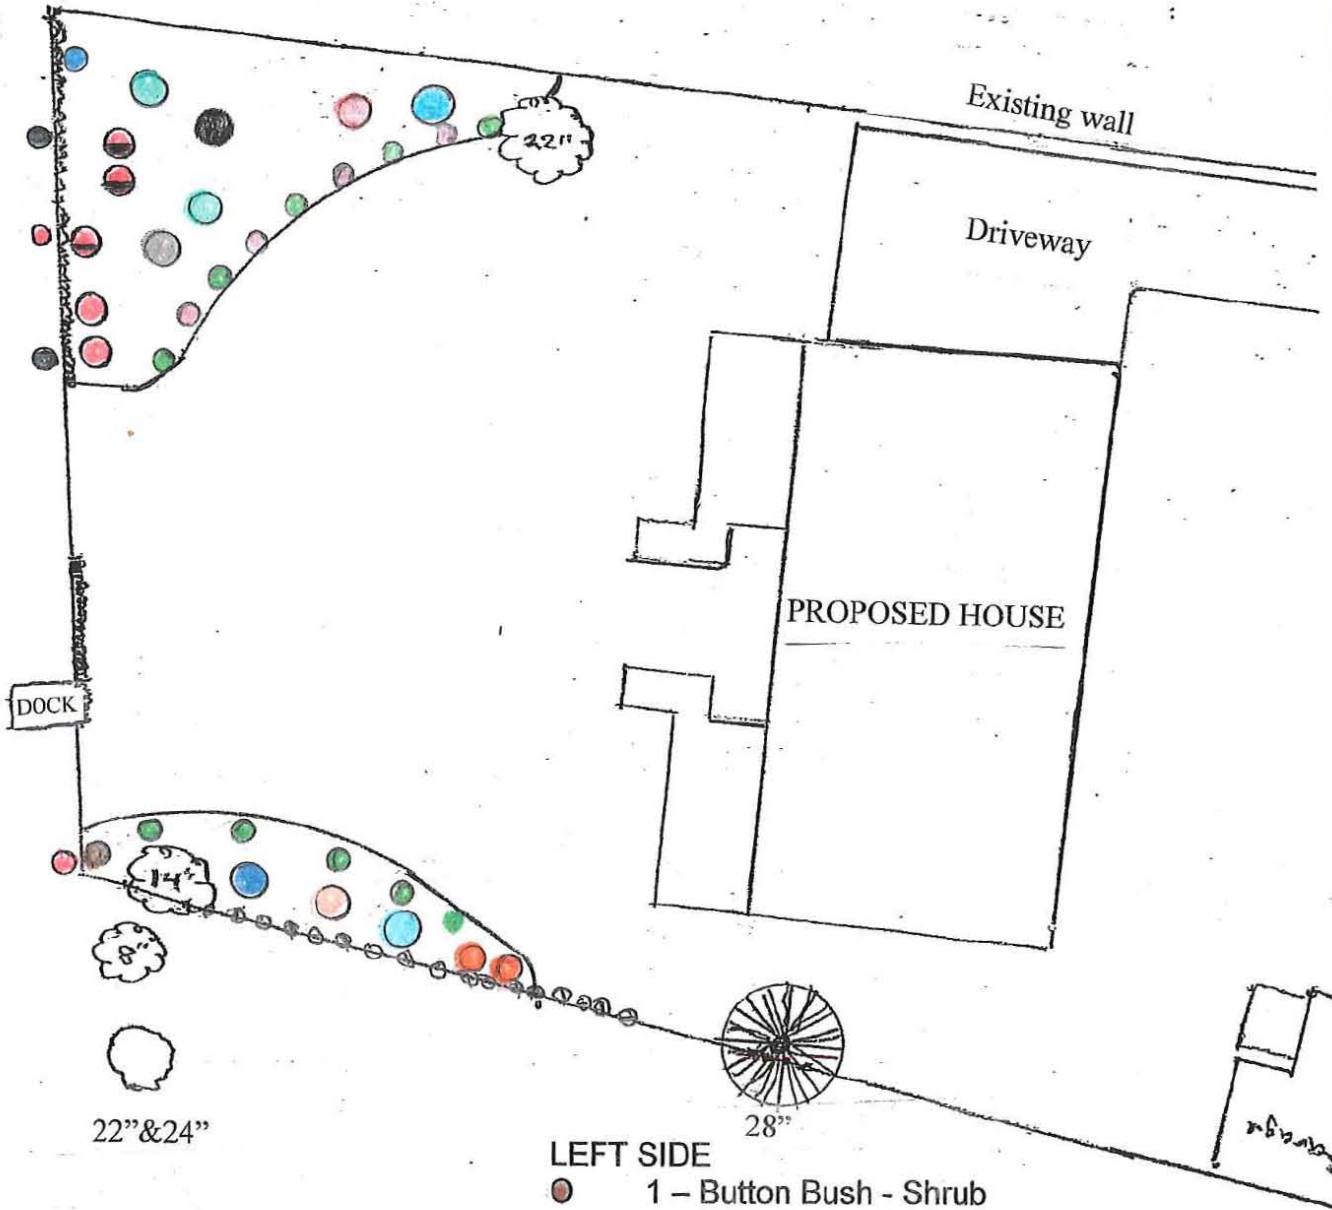 Existing wall
22"
Driveway
PROPOSED HOUSE
DOCK
14"
8"
22”&24”
28”
LEFT SIDE
1 – Button Bush - Shrub